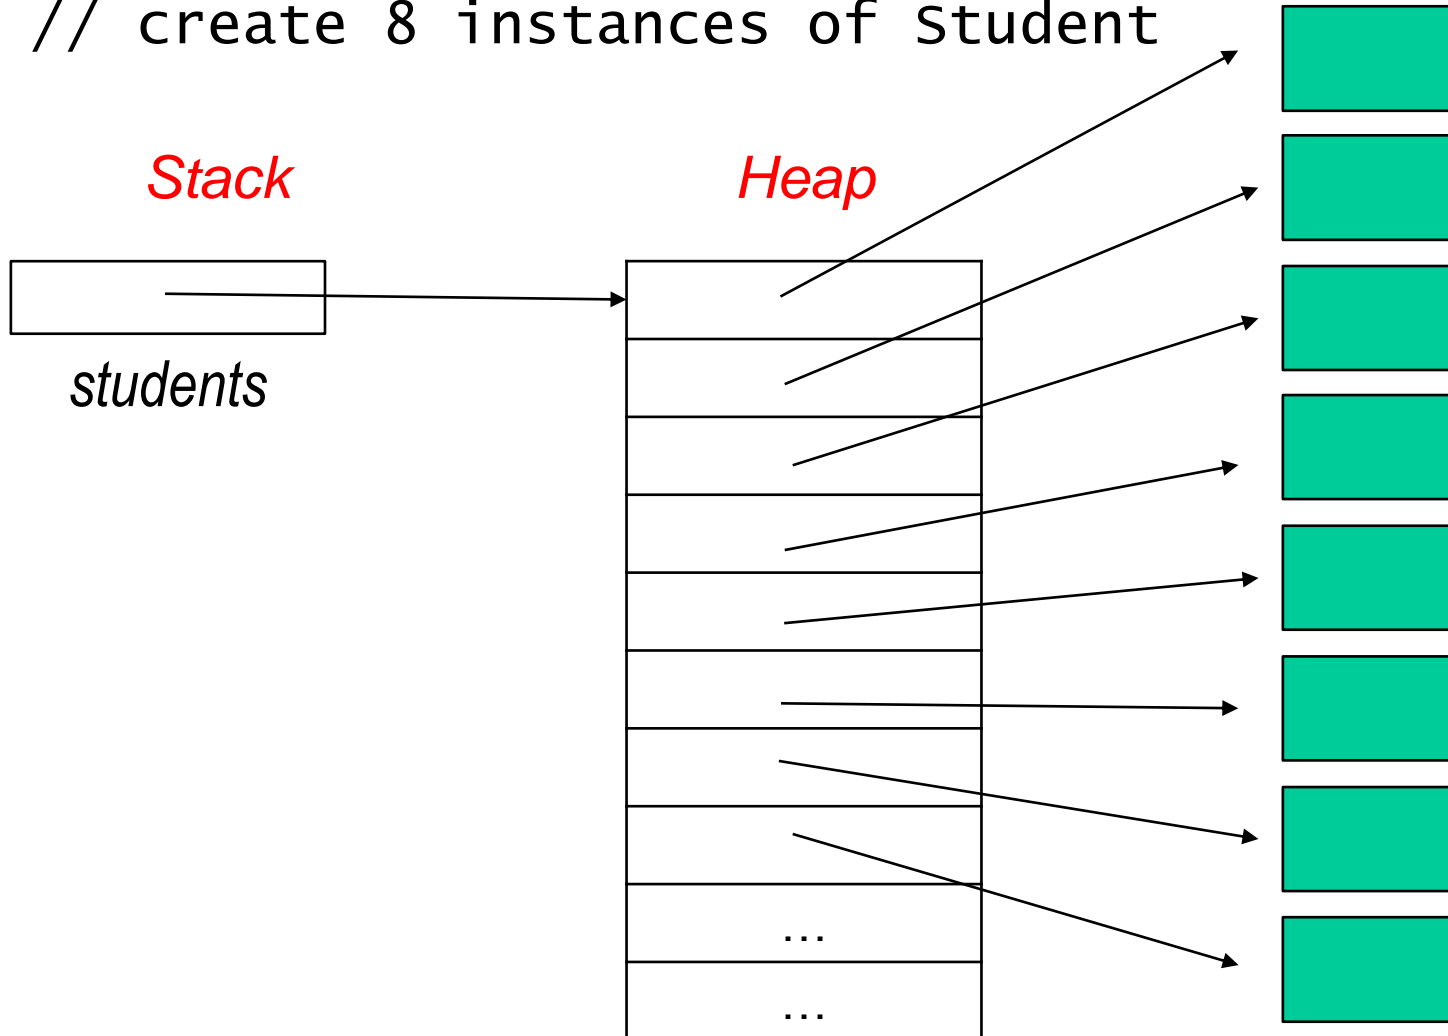 // create 8 instances of Student
Stack
Heap
students
...
...